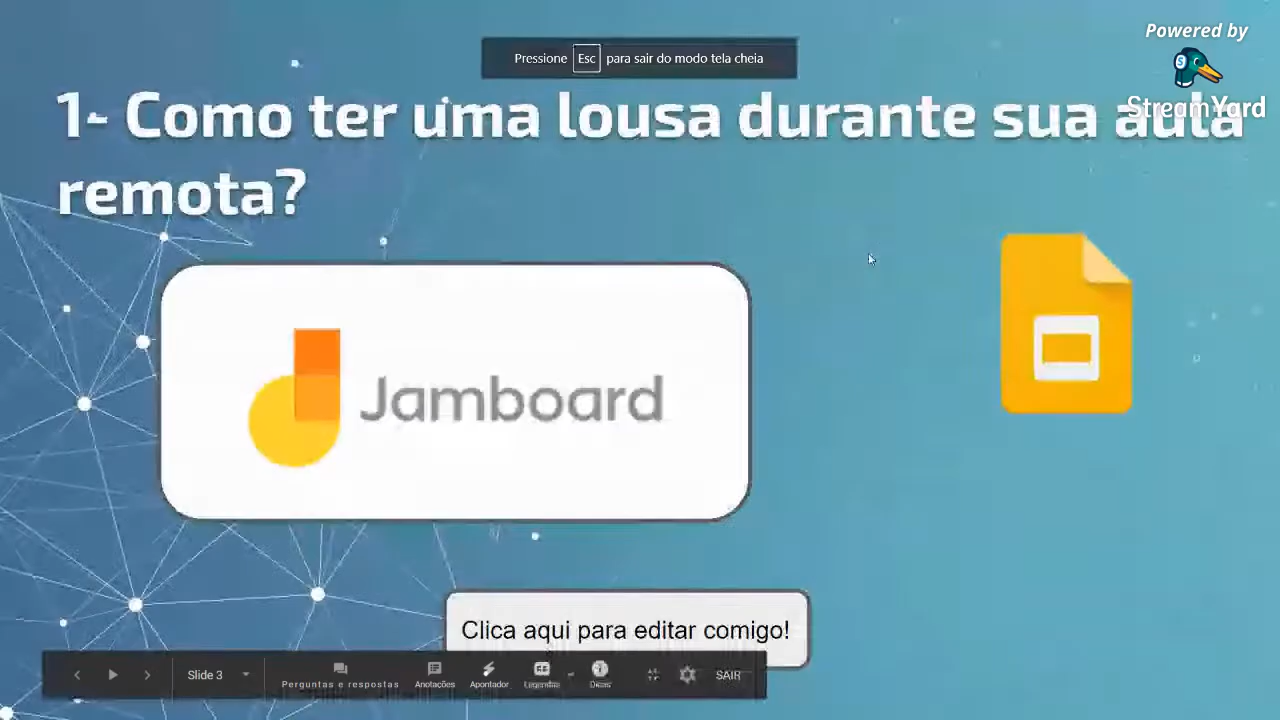 Powered by
StreamYard
Pressione Esc para sair do modo tela cheia
1- Como ter uma lousa durante sua aula
remota?
Jamboard
Clica aqui para editar comigo!
Slide 3
Perguntas e respostas
Anotações
Apontador
Legendas
Dicas
SAIR